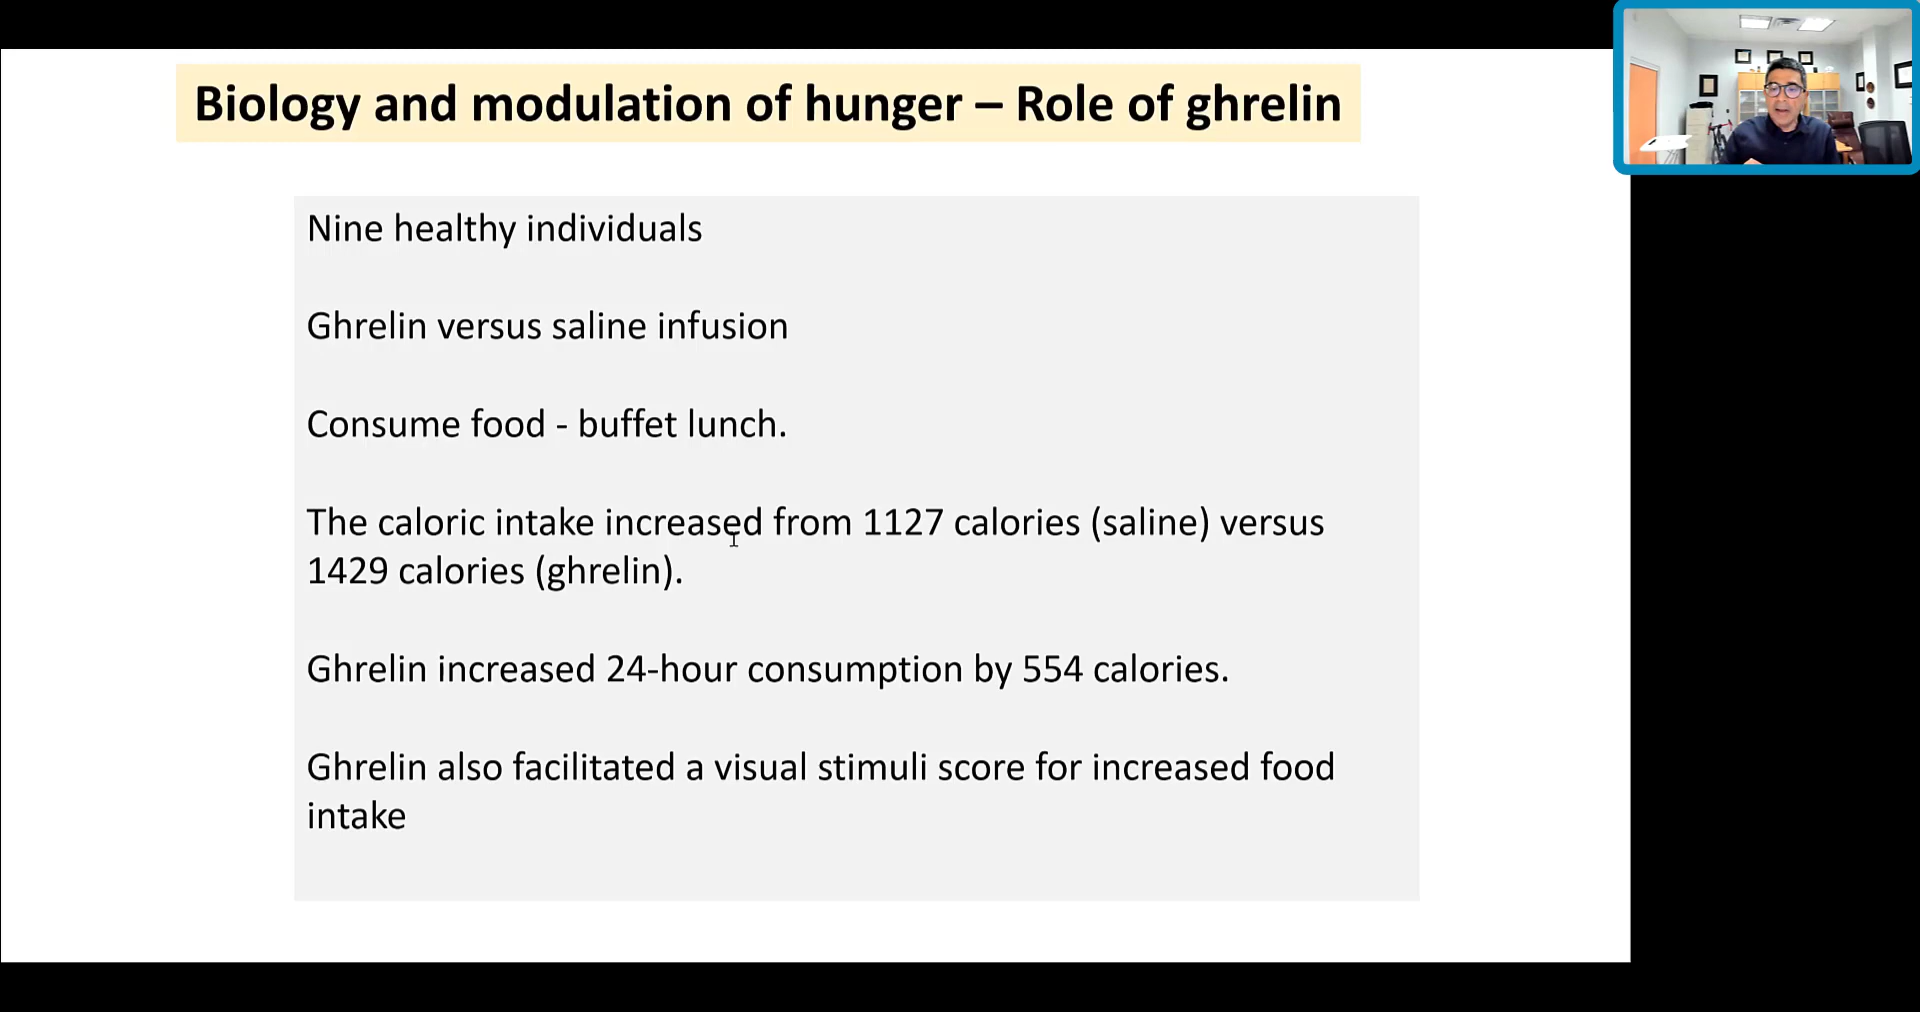 Biology and modulation of hunger – Role of ghrelin
Nine healthy individuals
Ghrelin versus saline infusion
Consume food - buffet lunch.
The caloric intake increased from 1127 calories (saline) versus
1429 calories (ghrelin).
Ghrelin increased 24-hour consumption by 554 calories.
Ghrelin also facilitated a visual stimuli score for increased food
intake